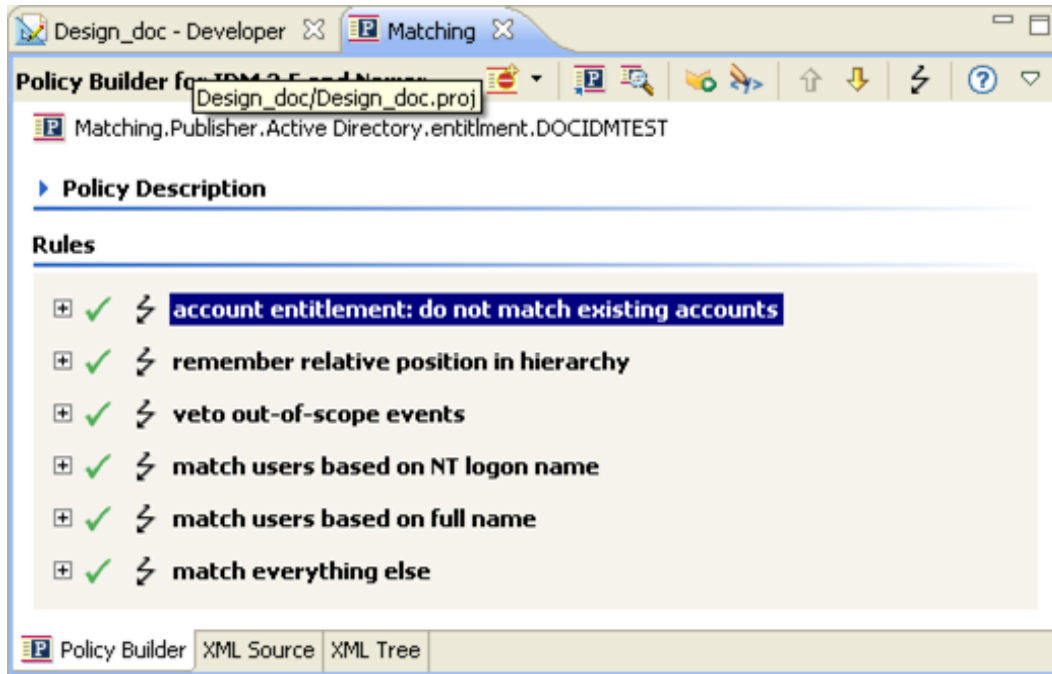 Design_doc - Developer Matching
Policy Builder
Design_doc/Design_doc.proj
Matching.Publisher.Active Directory.entitlment.DOCIDMTEST
Policy Description
Rules
account entitlement: do not match existing accounts
remember relative position in hierarchy
veto out-of-scope events
match users based on NT logon name
match users based on full name
match everything else
Policy Builder XML Source XML Tree